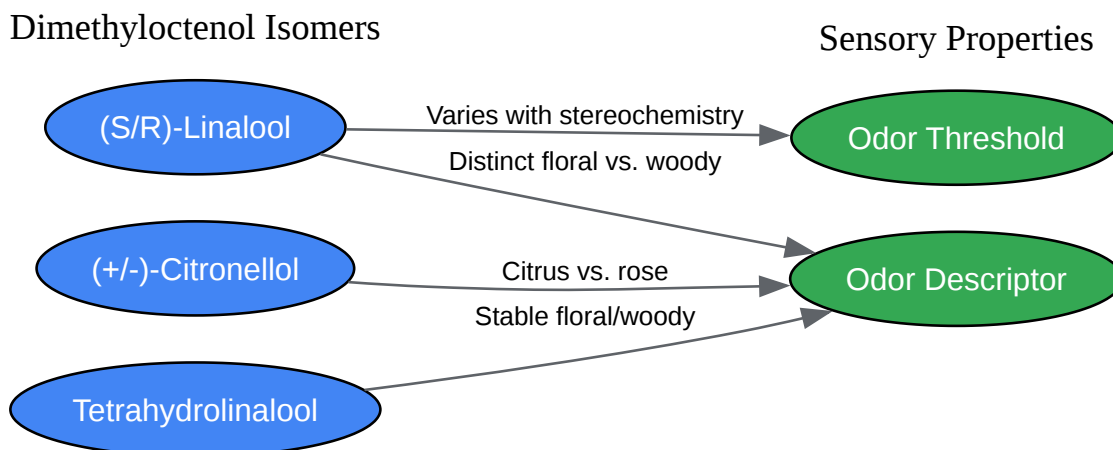 Dimethyloctenol Isomers
Sensory Properties
(S/R)-Linalool
Varies with stereochemistry
Odor Threshold
Distinct floral vs. woody
(+/-)-Citronellol
Citrus vs. rose
Odor Descriptor
Stable floral/woody
Tetrahydrolinalool